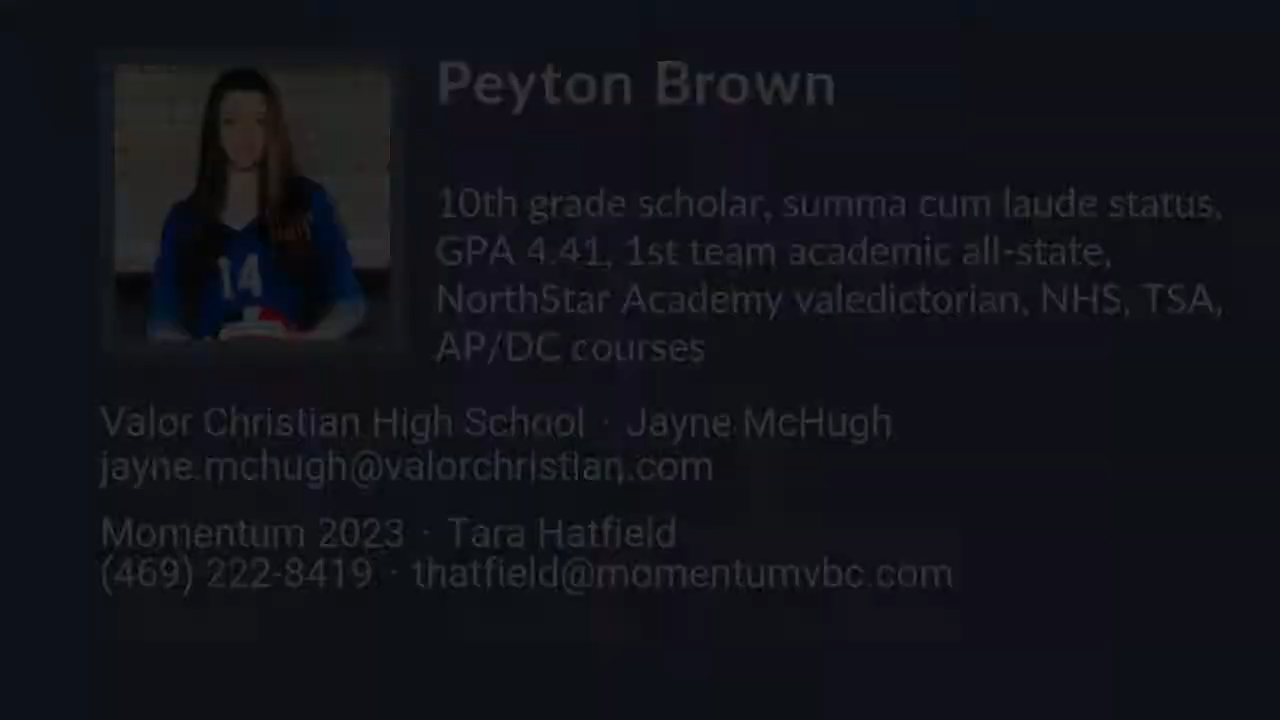 Peyton Brown
10th grade scholar, summa cum laude status,
GPA 4.41, 1st team academic all-state,
NorthStar Academy valedictorian, NHS, TSA,
AP/DC courses
14
Valor Christian High School · Jayne McHugh
jayne.mchugh@valorchristian.com
Momentum 2023 · Tara Hatfield
(469) 222-8419 · thatfield@momentumvbc.com